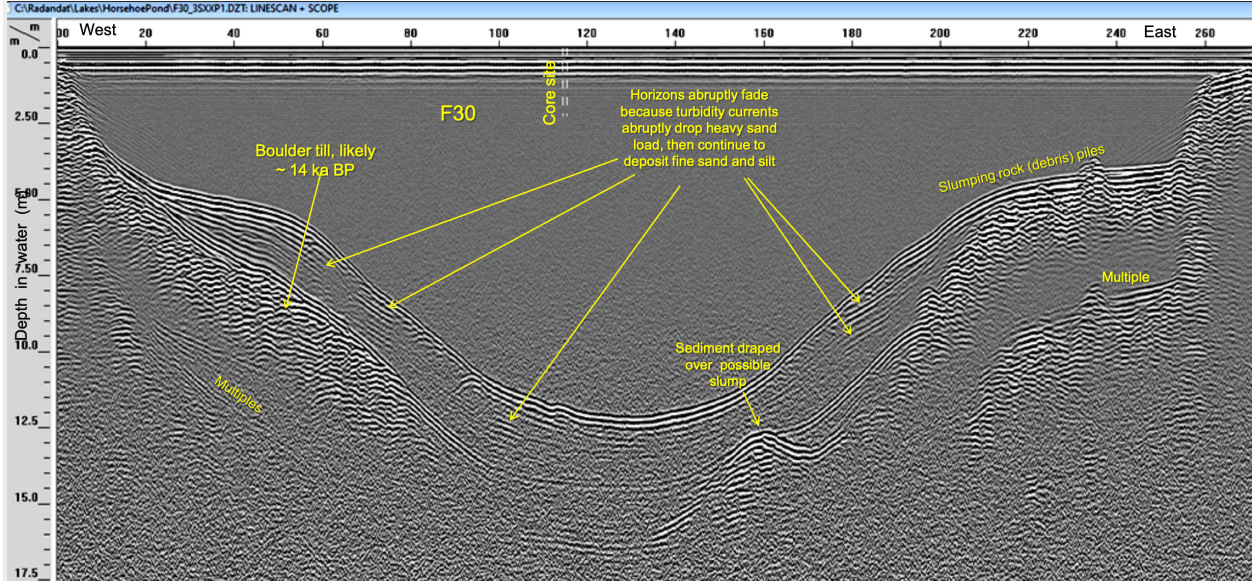 C:\Radandat\Lakes\HorsehoePond\F30_3SXXP1.DZT: LINESCAN + SCOPE
m
m
00 West 20 40 60 80 100 120 140 160 180 200 220 240 East 260
0.0
2.50
7.50
10.0
12.5
15.0
17.5
Depth in water (m)
F30
Core site
Boulder till, likely
~ 14 ka BP
Horizons abruptly fade
because turbidity currents
abruptly drop heavy sand
load, then continue to
deposit fine sand and silt
Slumping rock (debris) piles
Multiple
Sediment draped
over possible
slump
Multiples